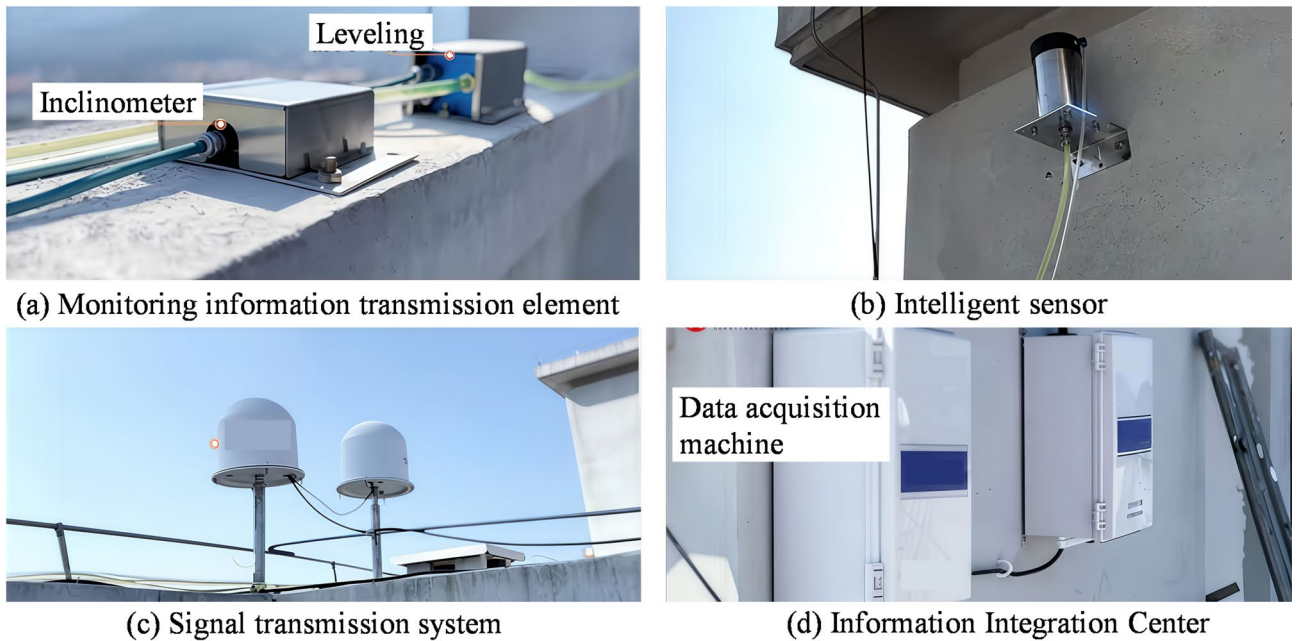 Leveling
Inclinometer
(a) Monitoring information transmission element
(b) Intelligent sensor
Data acquisition
machine
(c) Signal transmission system
(d) Information Integration Center